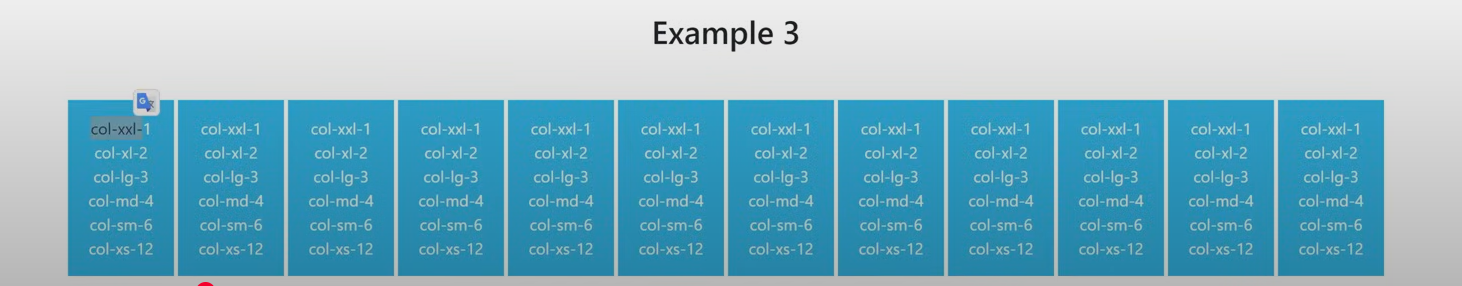 Example 3
col-xxl-1 col-xxl-1 col-xxl-1 col-xxl-1 col-xxl-1 col-xxl-1 col-xxl-1 col-xxl-1 col-xxl-1 col-xxl-1 col-xxl-1 col-xxl-1
col-xl-2 col-xl-2 col-xl-2 col-xl-2 col-xl-2 col-xl-2 col-xl-2 col-xl-2 col-xl-2 col-xl-2 col-xl-2 col-xl-2
col-lg-3 col-lg-3 col-lg-3 col-lg-3 col-lg-3 col-lg-3 col-lg-3 col-lg-3 col-lg-3 col-lg-3 col-lg-3 col-lg-3
col-md-4 col-md-4 col-md-4 col-md-4 col-md-4 col-md-4 col-md-4 col-md-4 col-md-4 col-md-4 col-md-4 col-md-4
col-sm-6 col-sm-6 col-sm-6 col-sm-6 col-sm-6 col-sm-6 col-sm-6 col-sm-6 col-sm-6 col-sm-6 col-sm-6 col-sm-6
col-xs-12 col-xs-12 col-xs-12 col-xs-12 col-xs-12 col-xs-12 col-xs-12 col-xs-12 col-xs-12 col-xs-12 col-xs-12 col-xs-12